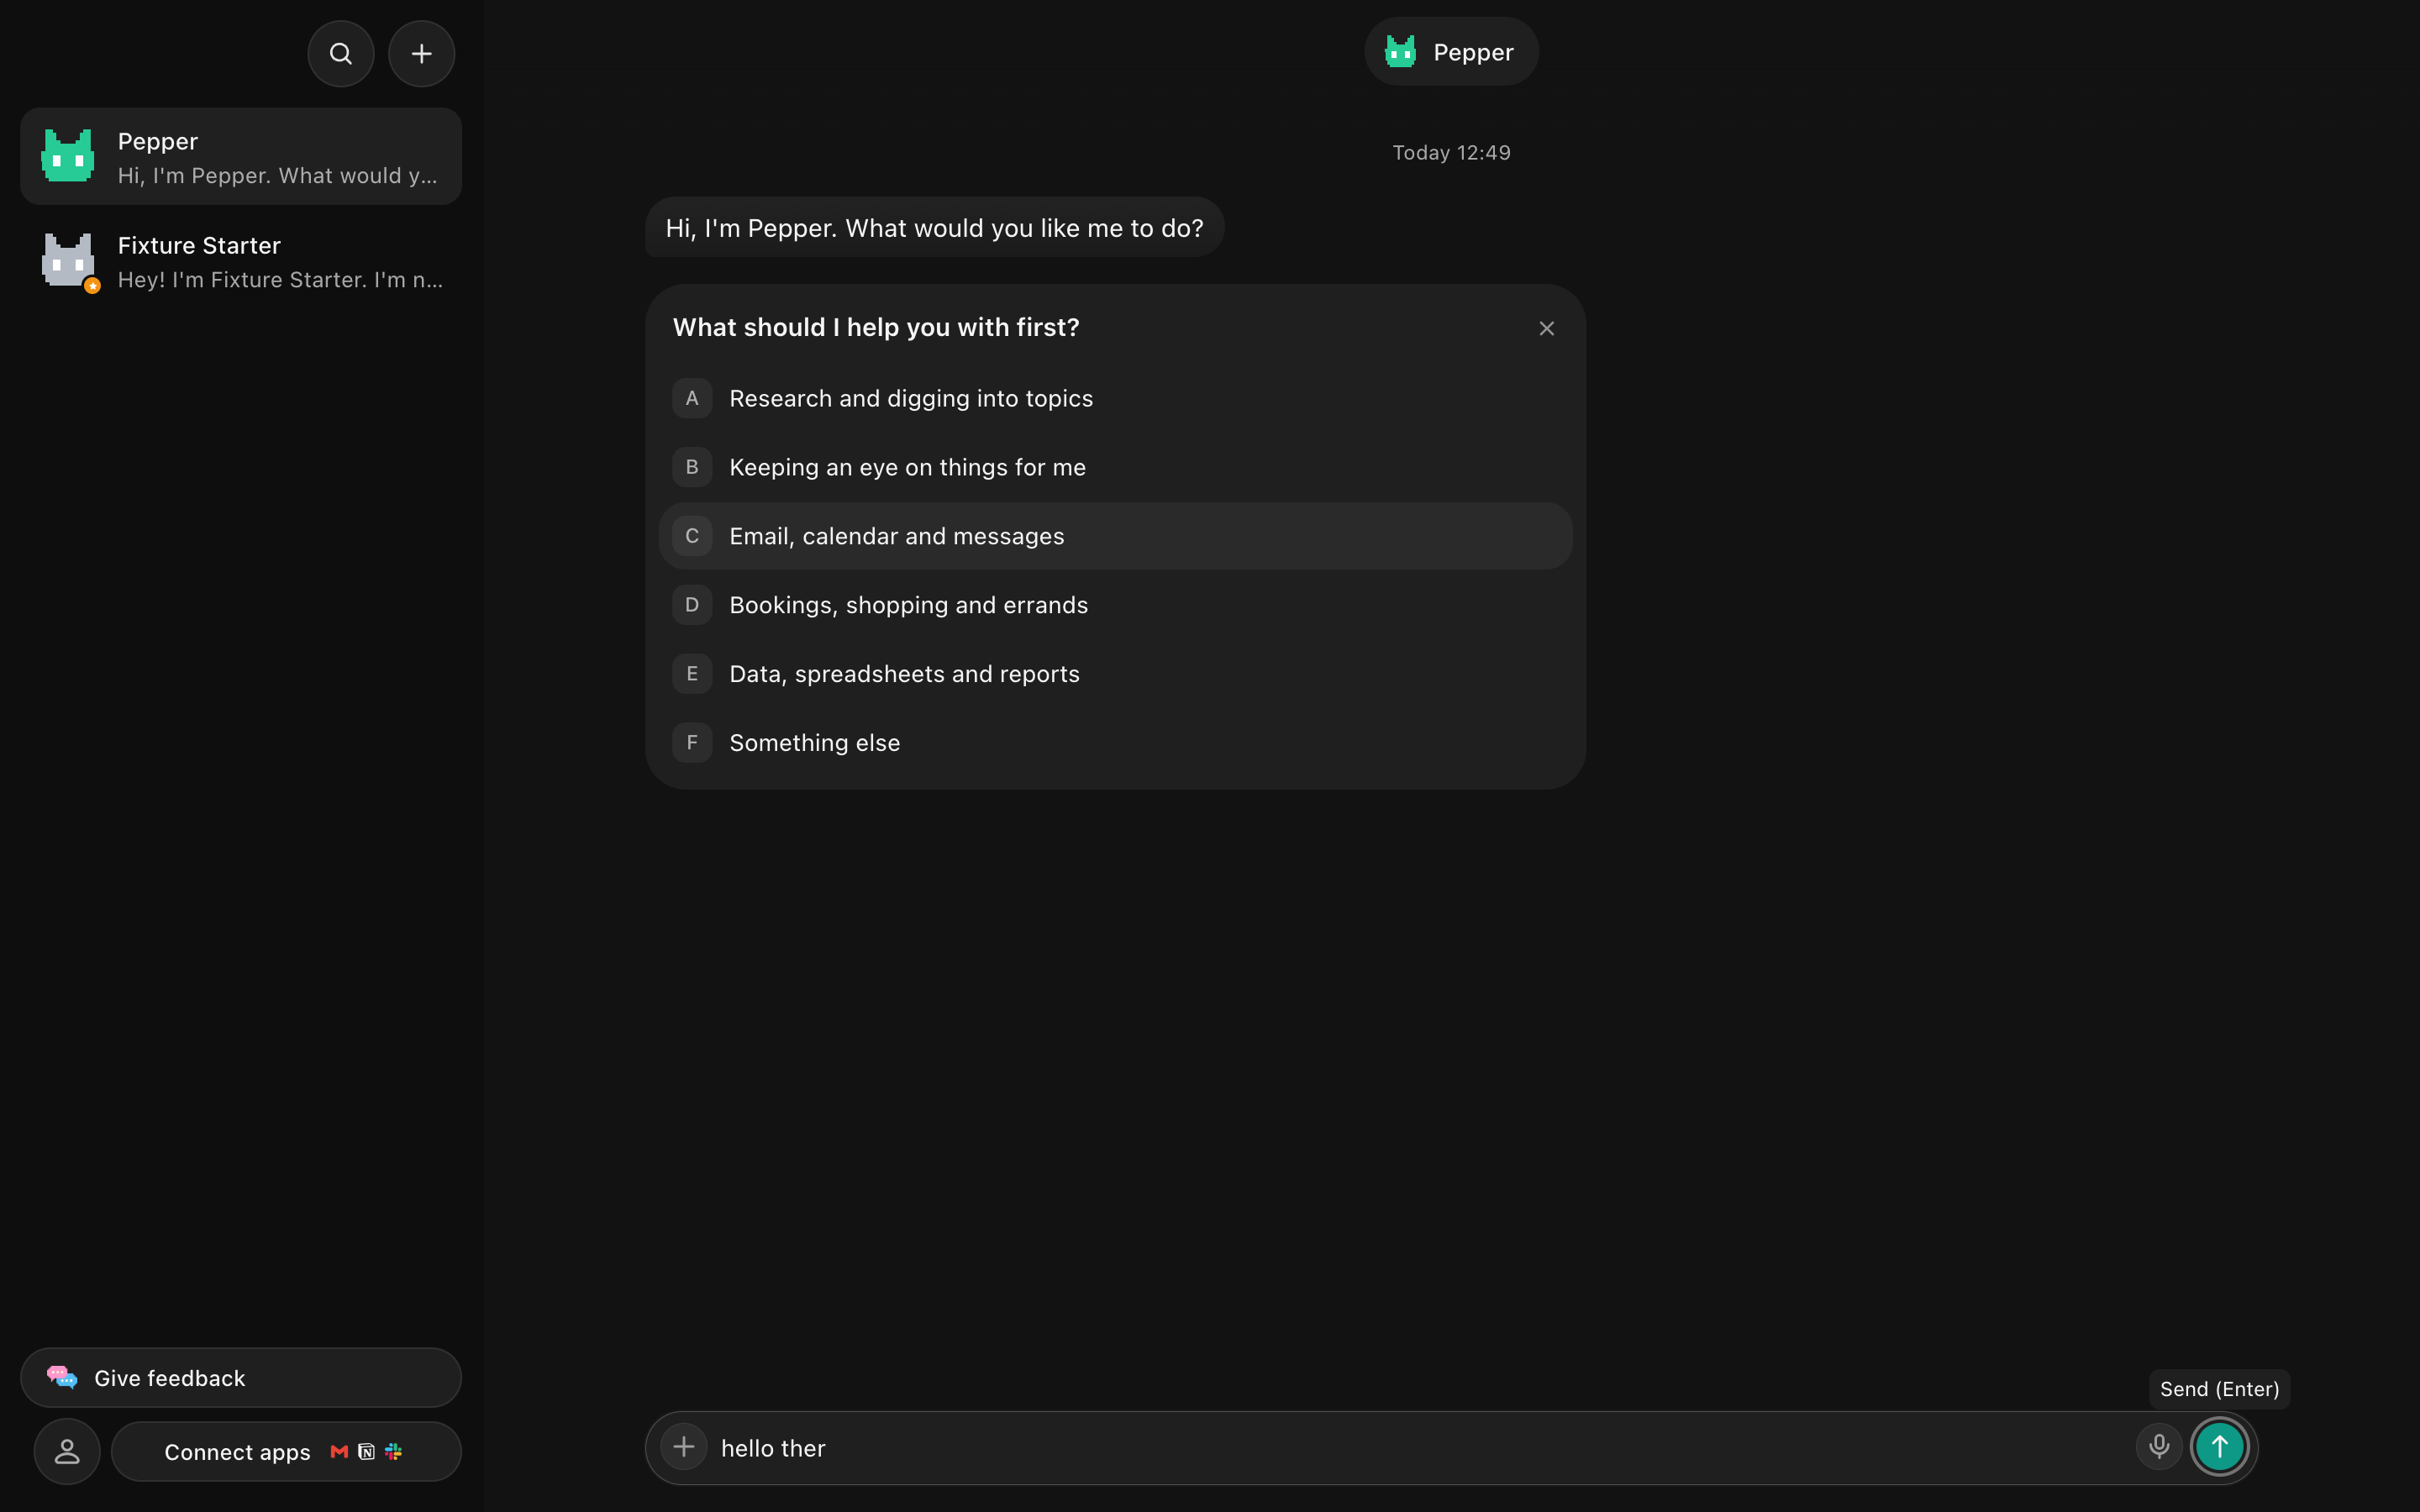 Pepper
Hi, I'm Pepper. What would y...
Fixture Starter
Hey! I'm Fixture Starter. I'm n...
Give feedback
Connect apps
Pepper
Today 12:49
Hi, I'm Pepper. What would you like me to do?
What should I help you with first?
A Research and digging into topics
B Keeping an eye on things for me
C Email, calendar and messages
D Bookings, shopping and errands
E Data, spreadsheets and reports
F Something else
Send (Enter)
hello ther